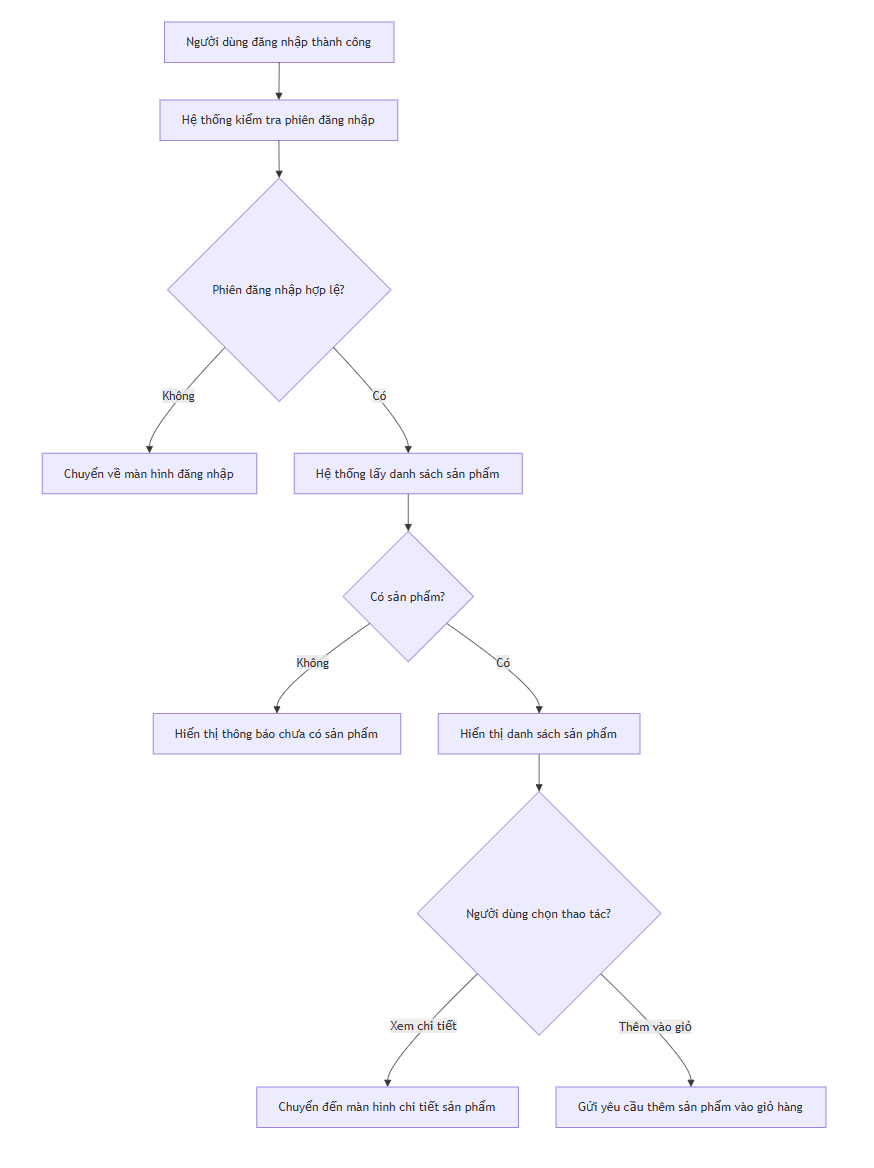 Người dùng đăng nhập thành công
Hệ thống kiểm tra phiên đăng nhập
Phiên đăng nhập hợp lệ?
Không
Có
Chuyển về màn hình đăng nhập
Hệ thống lấy danh sách sản phẩm
Có sản phẩm?
Không
Có
Hiển thị thông báo chưa có sản phẩm
Hiển thị danh sách sản phẩm
Người dùng chọn thao tác?
Xem chi tiết
Thêm vào giỏ
Chuyển đến màn hình chi tiết sản phẩm
Gửi yêu cầu thêm sản phẩm vào giỏ hàng